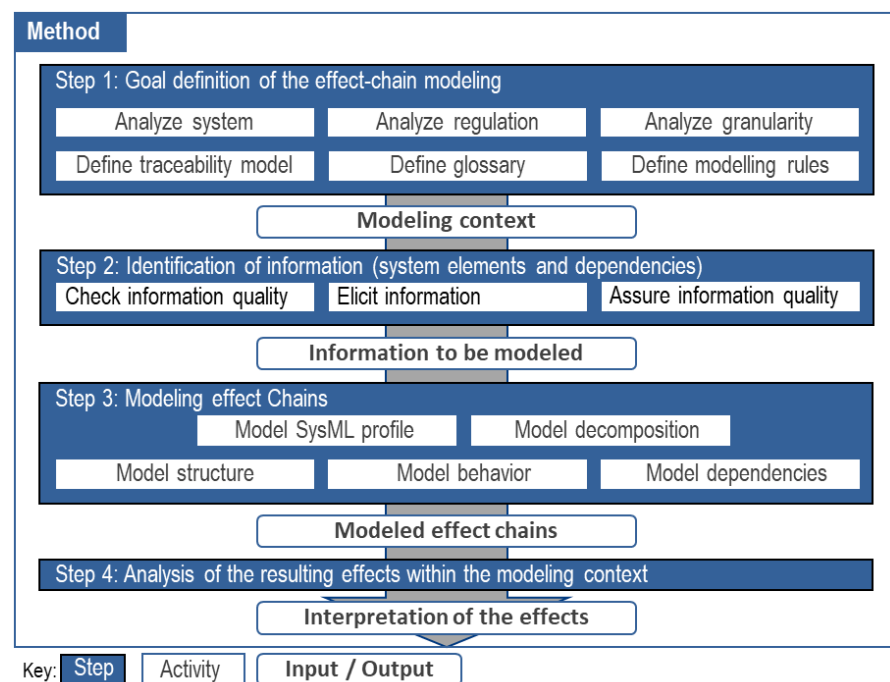 Method
Step 1: Goal definition of the effect-chain modeling
Analyze system
Analyze regulation
Analyze granularity
Define traceability model
Define glossary
Define modelling rules
Modeling context
Step 2: Identification of information (system elements and dependencies)
Check information quality
Elicit information
Assure information quality
Information to be modeled
Step 3: Modeling effect Chains
Model SysML profile
Model decomposition
Model structure
Model behavior
Model dependencies
Modeled effect chains
Step 4: Analysis of the resulting effects within the modeling context
Interpretation of the effects
Key: Step Activity Input / Output